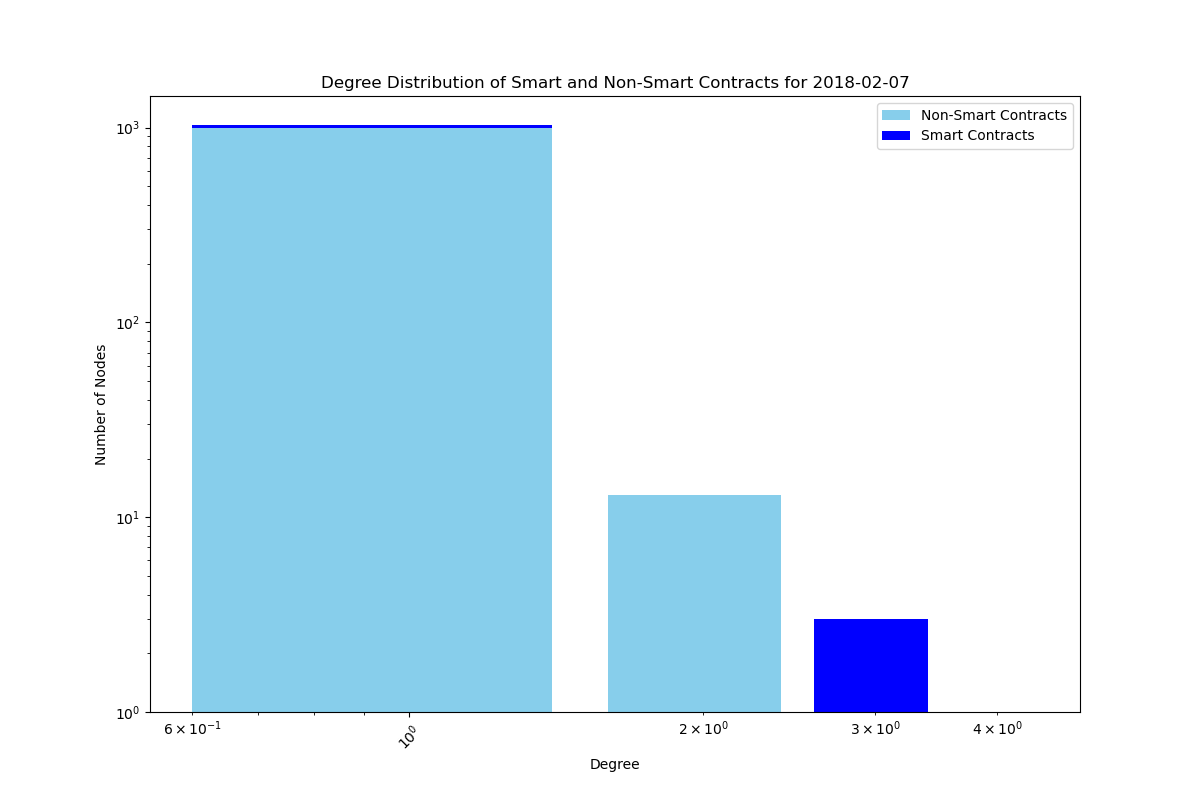 Degree Distribution of Smart and Non-Smart Contracts for 2018-02-07
Non-Smart Contracts
Smart Contracts
Number of Nodes
10³
10²
10¹
10⁰
6 × 10⁻¹
10⁰
2 × 10⁰
3 × 10⁰
4 × 10⁰
Degree